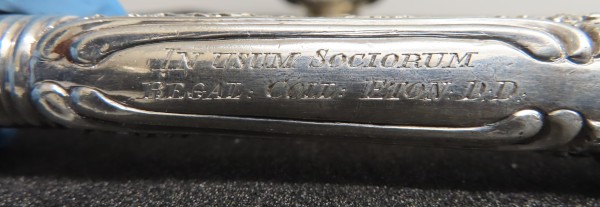 IN USUM SOCIORUM
REGAL: COLL: ETON. D.D.